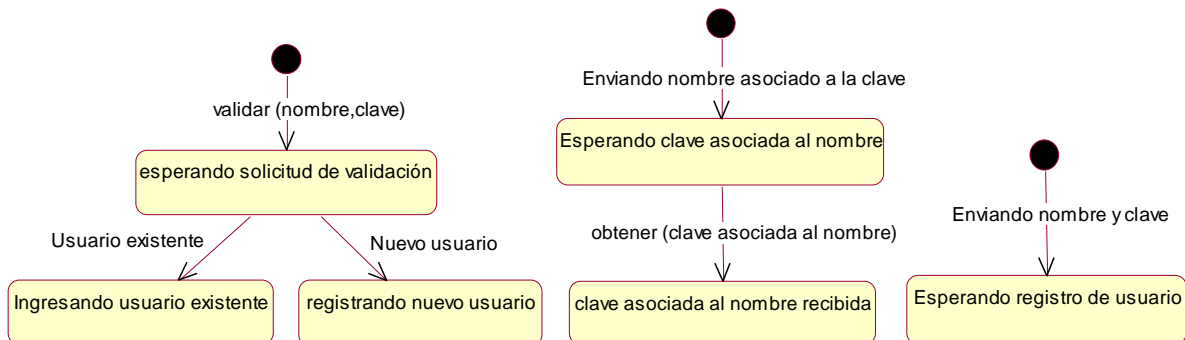 validar (nombre,clave)
esperando solicitud de validación
Usuario existente
Nuevo usuario
Ingresando usuario existente
registrando nuevo usuario
Enviando nombre asociado a la clave
Esperando clave asociada al nombre
obtener (clave asociada al nombre)
clave asociada al nombre recibida
Enviando nombre y clave
Esperando registro de usuario